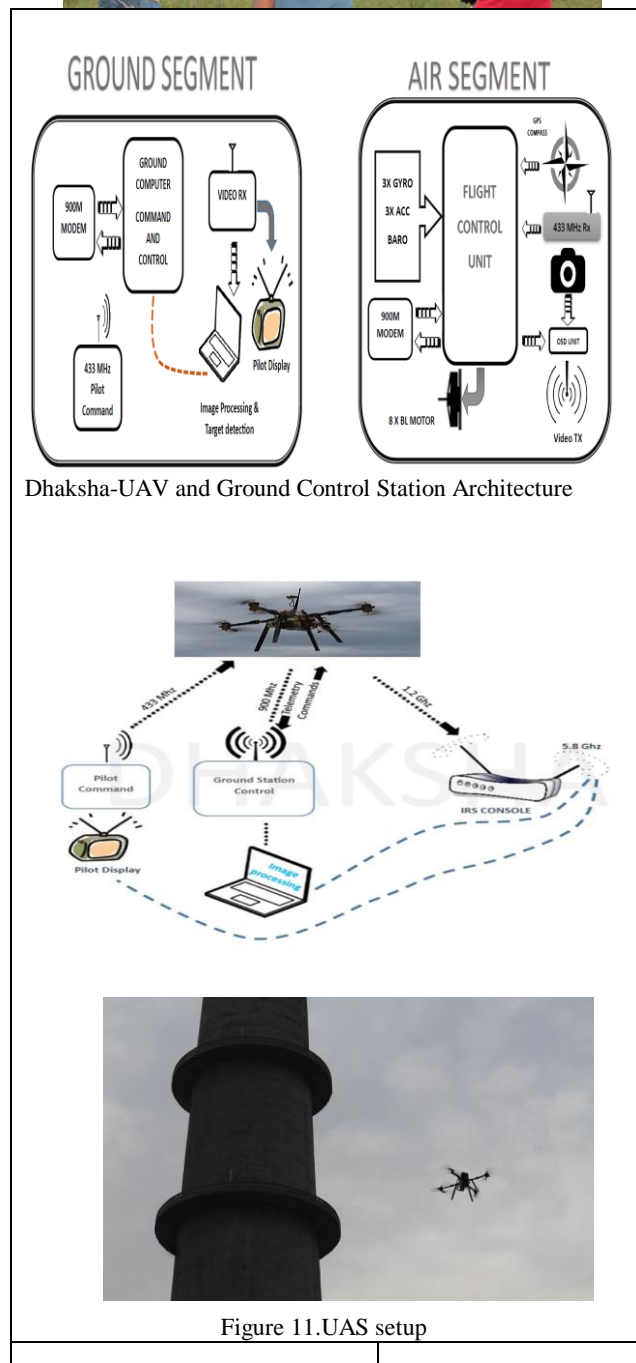 GROUND SEGMENT
AIR SEGMENT
900M
MODEM
GROUND
COMPUTER
COMMAND
AND
CONTROL
VIDEO RX
433 MHz
Pilot
Command
Pilot Display
Image Processing &
Target detection
3X GYRO
3X ACC
BARO
FLIGHT
CONTROL
UNIT
GPS
COMPASS
433 MHz Rx
900M
MODEM
OSD UNIT
8 X BL MOTOR
Video TX
Dhaksha-UAV and Ground Control Station Architecture
433 Mhz
900 Mhz
Telemetry
Commands
1.2 Ghz
5.8 Ghz
DHAKSHA
Pilot
Command
Ground Station
Control
IRS CONSOLE
Pilot Display
Image
processing
Figure 11.UAS setup